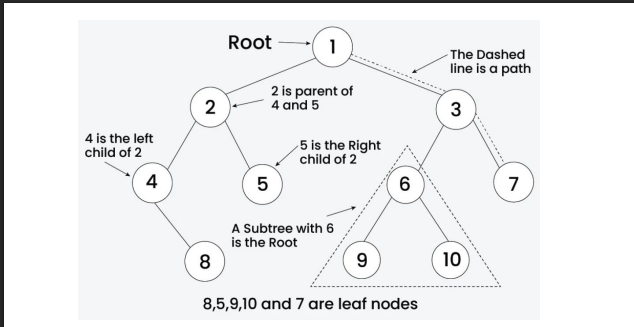 Root
1
The Dashed
line is a path
2 is parent of
4 and 5
2
3
4 is the left
child of 2
5 is the Right
child of 2
4
5
6
7
A Subtree with 6
is the Root
8
9
10
8,5,9,10 and 7 are leaf nodes